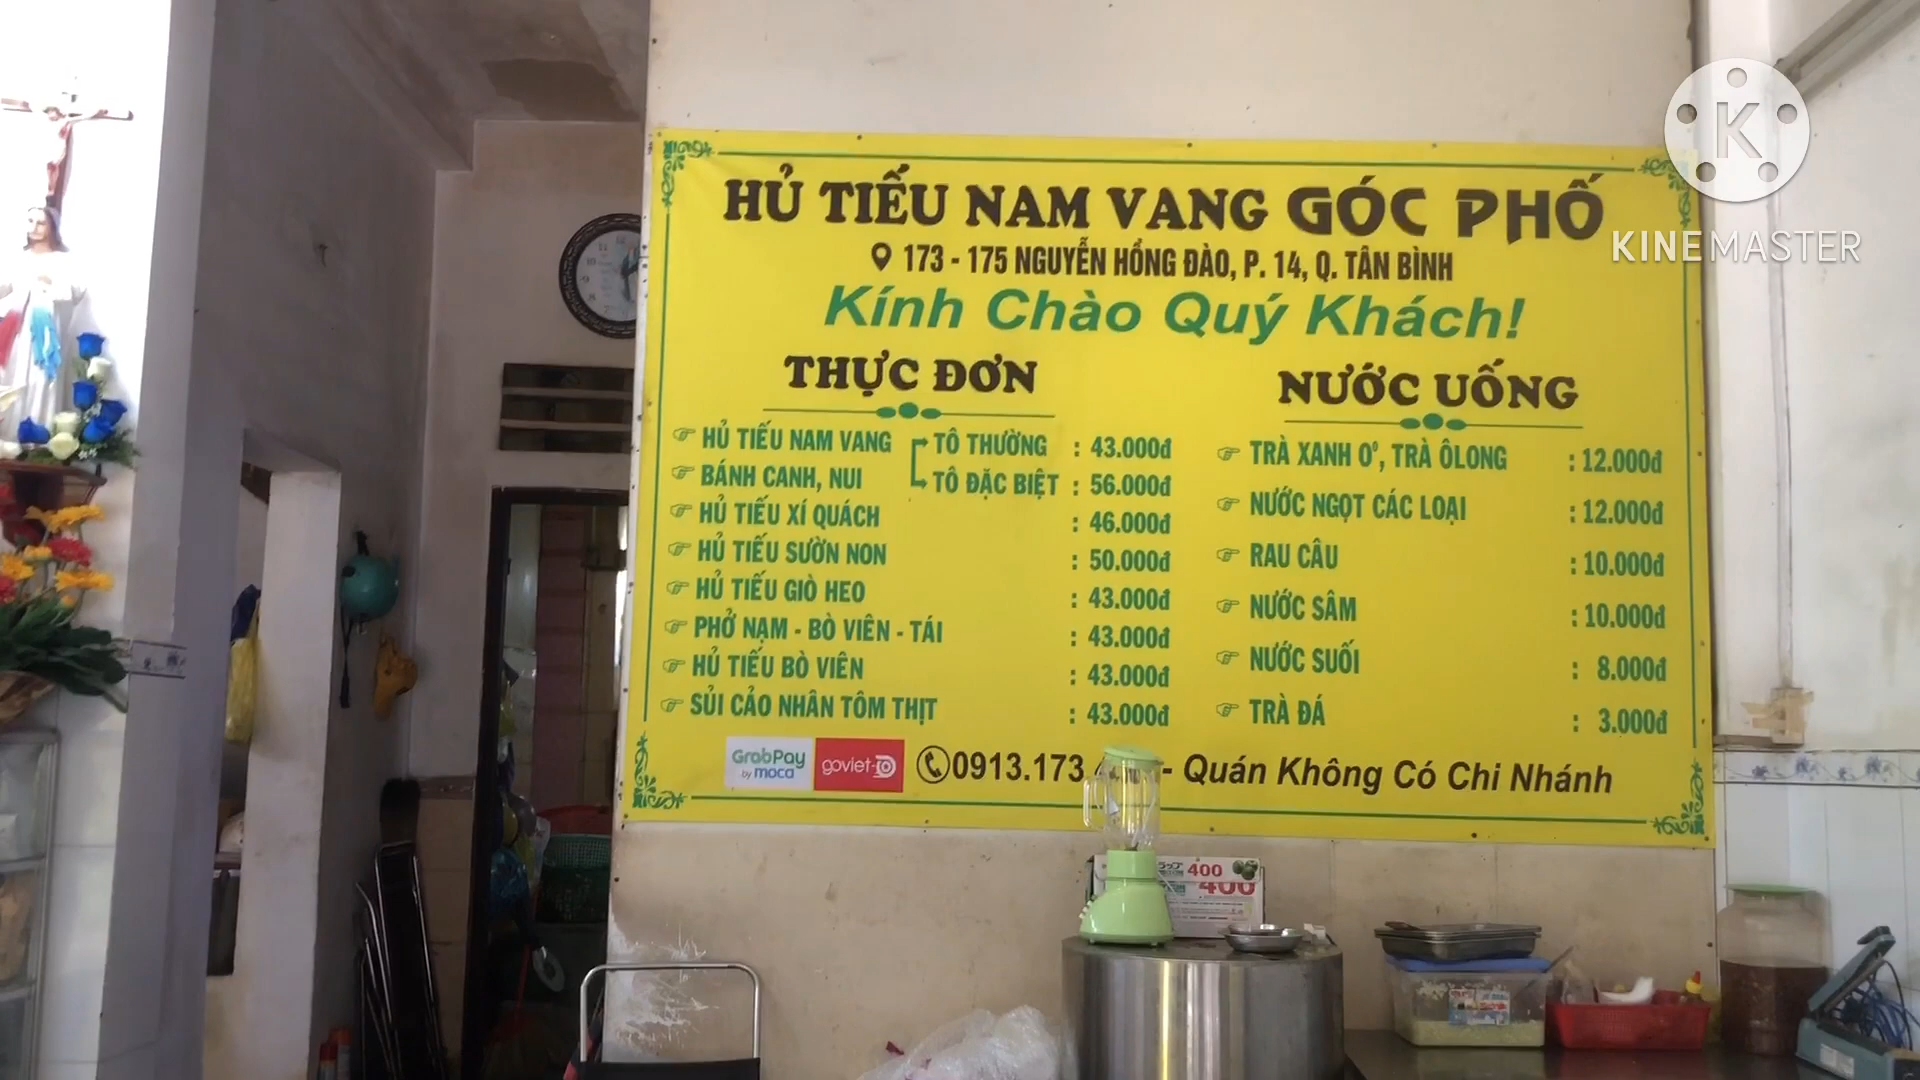 HỦ TIẾU NAM VANG GÓC PHỐ
173 - 175 NGUYỄN HỒNG ĐÀO, P. 14, Q. TÂN BÌNH
Kính Chào Quý Khách!
THỰC ĐƠN
HỦ TIẾU NAM VANG TÔ THƯỜNG : 43.000đ
BÁNH CANH, NUI TÔ ĐẶC BIỆT : 56.000đ
HỦ TIẾU XÍ QUÁCH : 46.000đ
HỦ TIẾU SƯỜN NON : 50.000đ
HỦ TIẾU GIÒ HEO : 43.000đ
PHỞ NẠM - BÒ VIÊN - TÁI : 43.000đ
HỦ TIẾU BÒ VIÊN : 43.000đ
SỦI CẢO NHÂN TÔM THỊT : 43.000đ
NƯỚC UỐNG
TRÀ XANH 0°, TRÀ ÔLONG : 12.000đ
NƯỚC NGỌT CÁC LOẠI : 12.000đ
RAU CÂU : 10.000đ
NƯỚC SÂM : 10.000đ
NƯỚC SUỐI : 8.000đ
TRÀ ĐÁ : 3.000đ
GrabPay
by moca
goviet
0913.173 - Quán Không Có Chi Nhánh
400
400
K
KINEMASTER